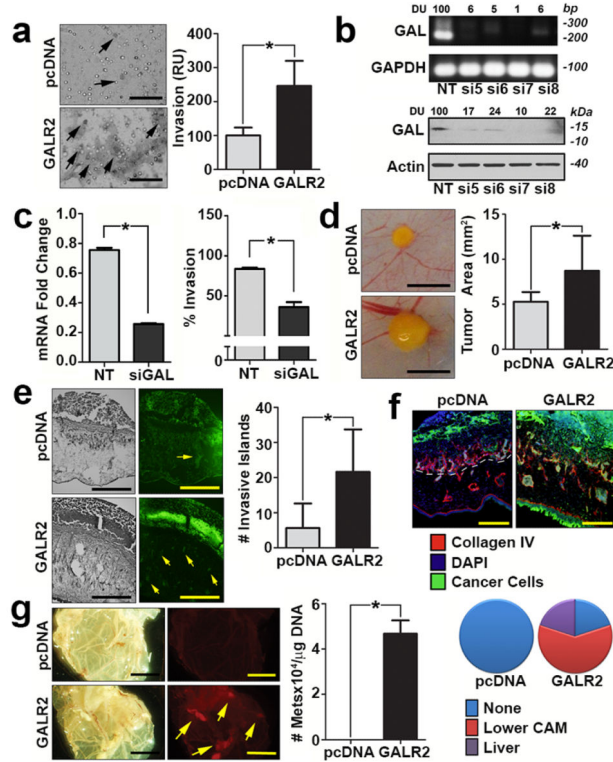 a
pcDNA
GALR2
Invasion (RU)
400
300
200
100
0
*
pcDNA GALR2
b
DU 100 6 5 1 6 bp
GAL
-300
-200
GAPDH
-100
NT si5 si6 si7 si8
DU 100 17 24 10 22 kDa
GAL
-15
-10
Actin
-40
NT si5 si6 si7 si8
c
mRNA Fold Change
0.8
0.6
0.4
0.2
0.0
*
NT siGAL
% Invasion
100
50
0
*
NT siGAL
d
pcDNA
GALR2
Tumor Area (mm²)
15
10
5
0
*
pcDNA GALR2
e
pcDNA
GALR2
# Invasive Islands
40
30
20
10
0
*
pcDNA GALR2
f
pcDNA GALR2
Collagen IV
DAPI
Cancer Cells
g
pcDNA
GALR2
# Metsx10⁴/µg DNA
6
4
2
0
*
pcDNA GALR2
pcDNA
GALR2
None
Lower CAM
Liver